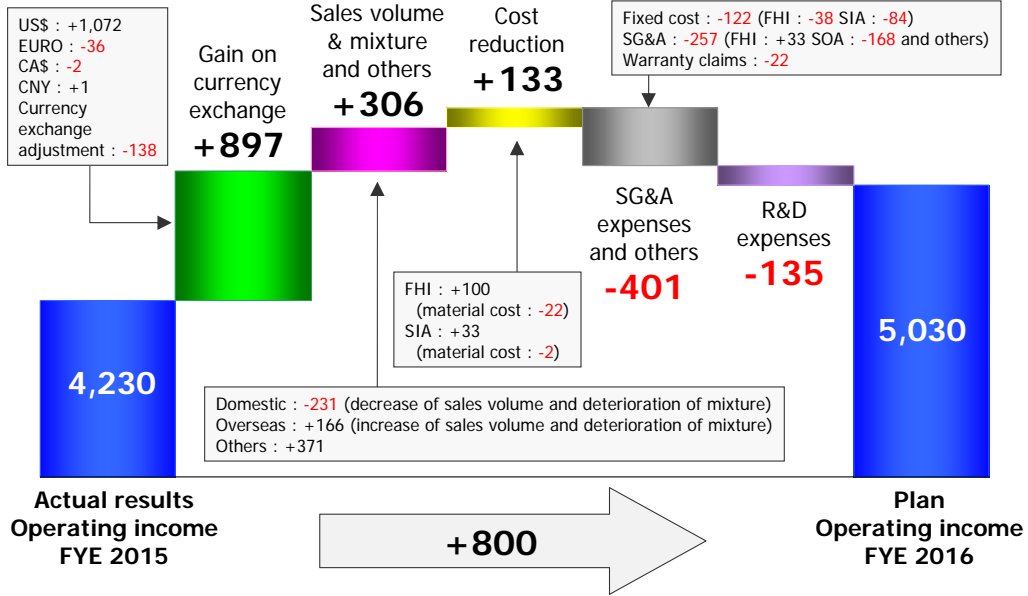 US$ : +1,072
EURO : -36
CA$ : -2
CNY : +1
Currency
exchange
adjustment : -138
Gain on
currency
exchange
+897
Sales volume
& mixture
and others
+306
Cost
reduction
+133
Fixed cost : -122 (FHI : -38 SIA : -84)
SG&A : -257 (FHI : +33 SOA : -168 and others)
Warranty claims : -22
SG&A
expenses
and others
-401
R&D
expenses
-135
FHI : +100
(material cost : -22)
SIA : +33
(material cost : -2)
4,230
5,030
Domestic : -231 (decrease of sales volume and deterioration of mixture)
Overseas : +166 (increase of sales volume and deterioration of mixture)
Others : +371
Actual results
Operating income
FYE 2015
+800
Plan
Operating income
FYE 2016